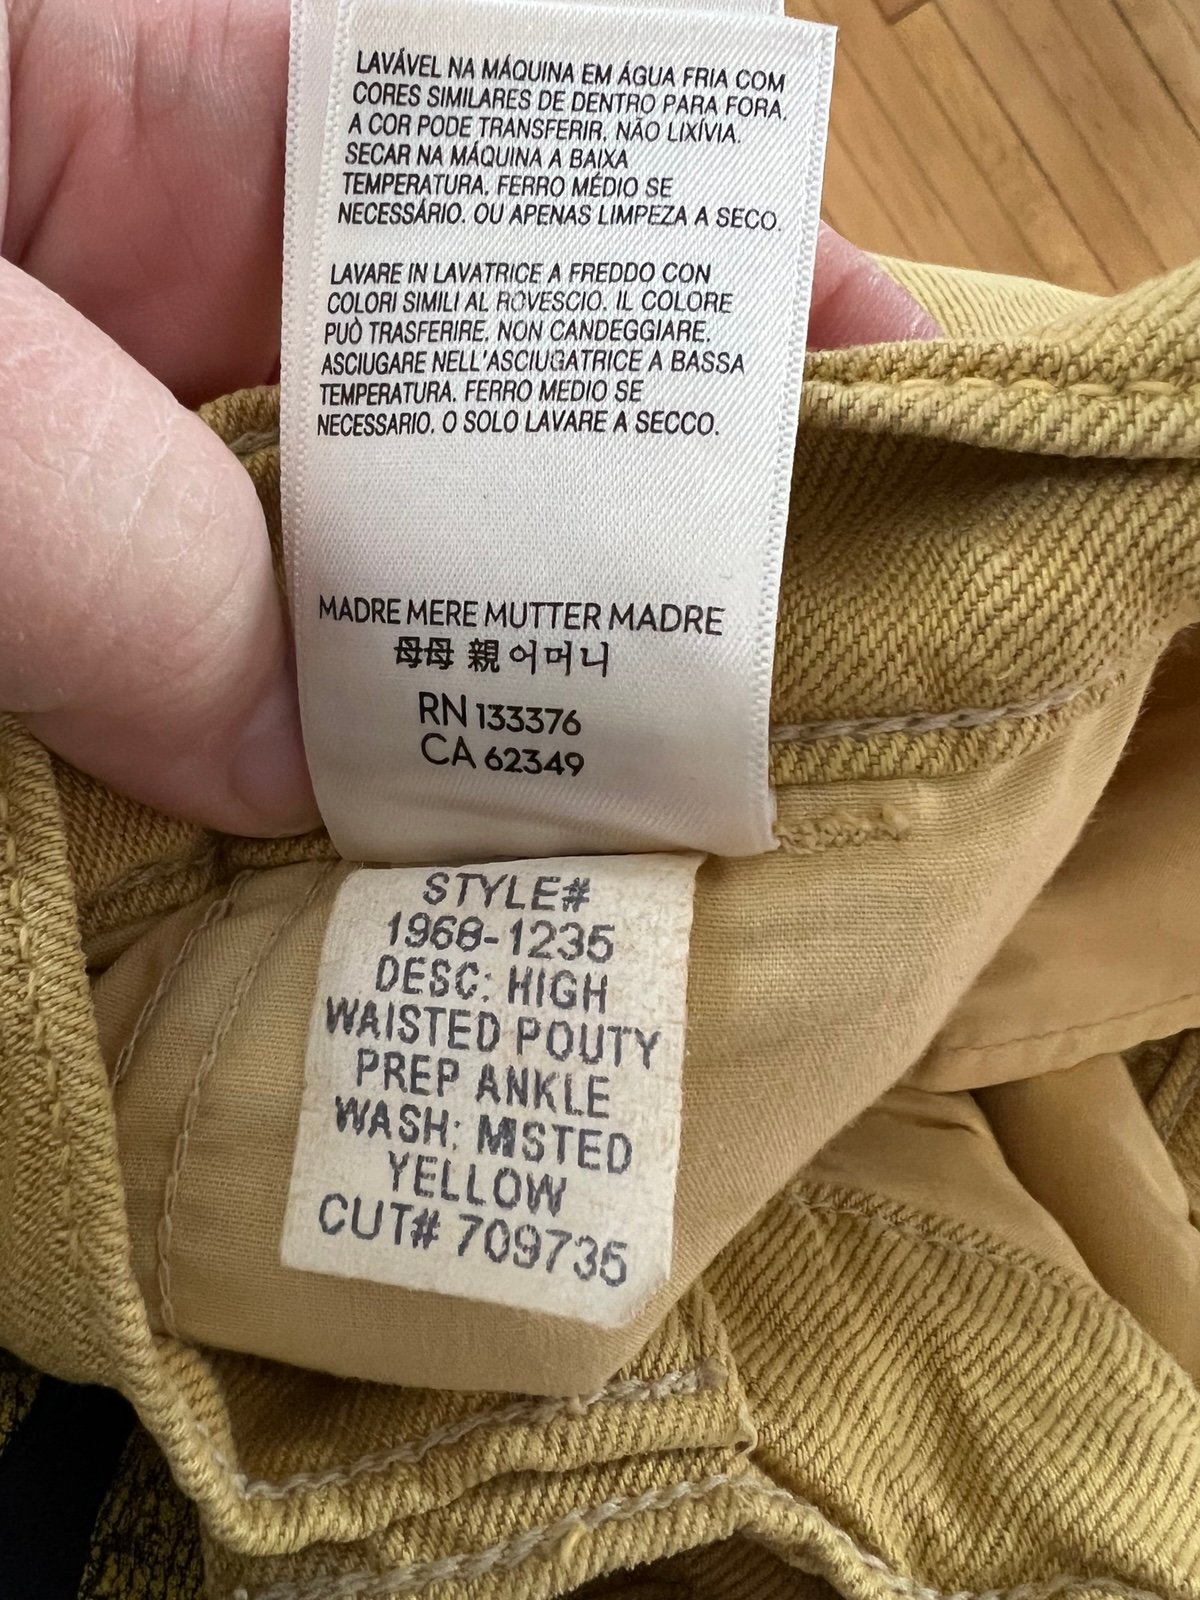 LAVÁVEL NA MÁQUINA EM ÁGUA FRIA COM
CORES SIMILARES DE DENTRO PARA FORA.
A COR PODE TRANSFERIR. NÃO LIXÍVIA.
SECAR NA MÁQUINA A BAIXA
TEMPERATURA. FERRO MÉDIO SE
NECESSÁRIO. OU APENAS LIMPEZA A SECO.
LAVARE IN LAVATRICE A FREDDO CON
COLORI SIMILI AL ROVESCIO. IL COLORE
PUÒ TRASFERIRE. NON CANDEGGIARE.
ASCIUGARE NELL'ASCIUGATRICE A BASSA
TEMPERATURA. FERRO MEDIO SE
NECESSARIO. O SOLO LAVARE A SECCO.
MADRE MERE MUTTER MADRE
母母 親 어머니
RN 133376
CA 62349
STYLE#
1968-1235
DESC: HIGH
WAISTED POUTY
PREP ANKLE
WASH: MISTED
YELLOW
CUT# 709735